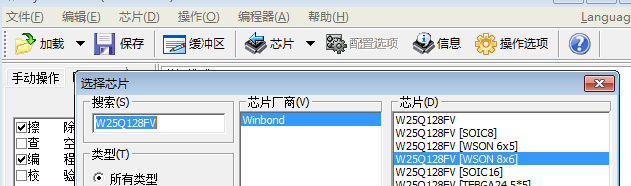 文件(F) 编辑(E) 芯片(D) 操作(O) 编程器(A) 帮助(H) Language
加载 保存 缓冲区 芯片 配置选项 信息 操作选项
手动操作
选择芯片
搜索(S) 芯片厂商(V) 芯片(D)
W25Q128FV Winbond W25Q128FV
擦 除 W25Q128FV [SOIC8]
查 空 W25Q128FV [WSON 6x5]
编 程 类型(T) W25Q128FV [WSON 8x6]
校 验 所有类型 W25Q128FV [SOIC16]
W25Q128FV [TFBGA24 5*5]